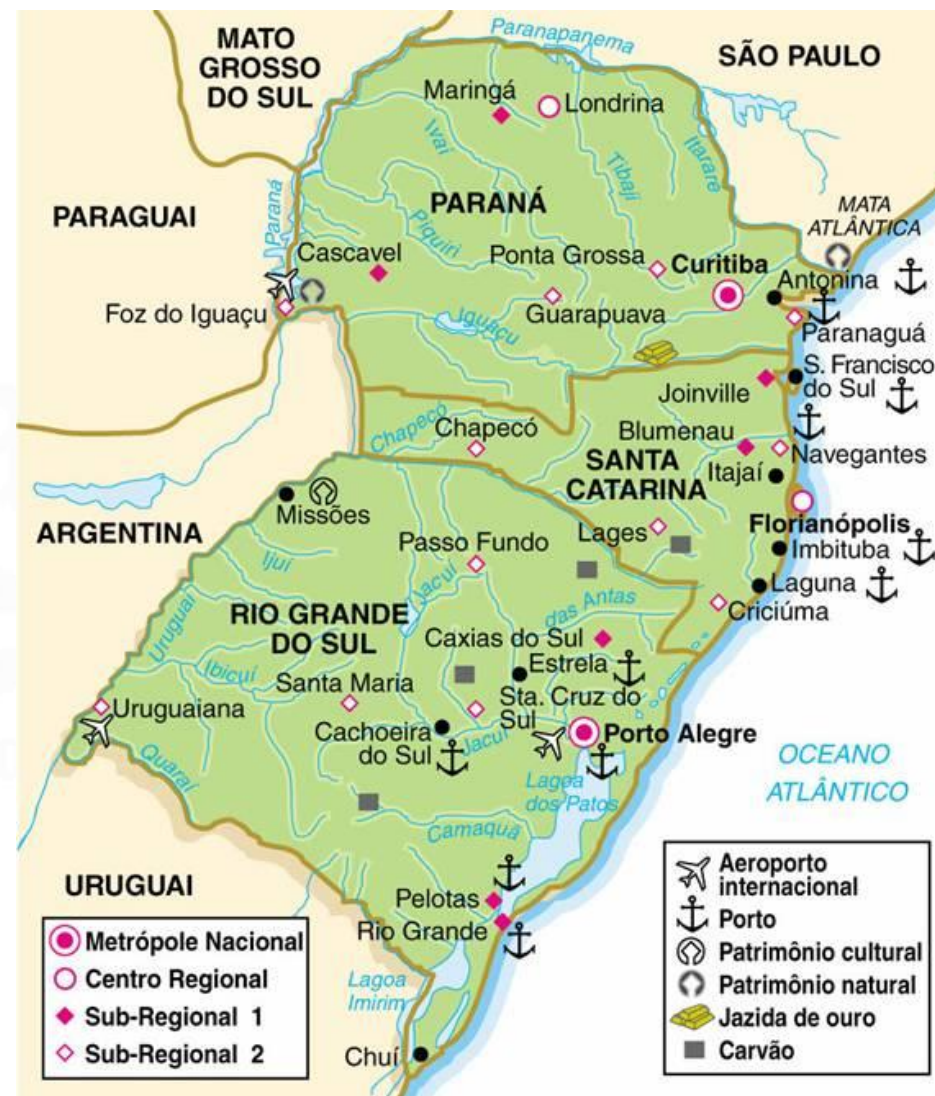 MATO
GROSSO
DO SUL
Paranapanema
SÃO PAULO
Maringá
Londrina
Ivaí
Tibaji
Itararé
PARAGUAI
Paraná
PARANÁ
MATA
ATLÂNTICA
Piquiri
Cascavel
Ponta Grossa
Curitiba
Antonina
Foz do Iguaçu
Iguaçu
Guarapuava
Paranaguá
S. Francisco
do Sul
Joinville
Chapecó
Chapecó
Blumenau
Navegantes
SANTA
CATARINA
Itajaí
Missões
ARGENTINA
Florianópolis
Lages
Imbituba
Passo Fundo
Ijuí
Jacuí
Laguna
Criciúma
das Antas
Uruguai
RIO GRANDE
DO SUL
Caxias do Sul
Estrela
Ibicuí
Santa Maria
Sta. Cruz do
Sul
Uruguaiana
Cachoeira
do Sul
Jacuí
Porto Alegre
Quaraí
Lagoa
dos Patos
OCEANO
ATLÂNTICO
Camaquã
URUGUAI
Pelotas
Rio Grande
Lagoa
Imirim
Chuí
Metrópole Nacional
Centro Regional
Sub-Regional 1
Sub-Regional 2
Aeroporto
internacional
Porto
Patrimônio cultural
Patrimônio natural
Jazida de ouro
Carvão